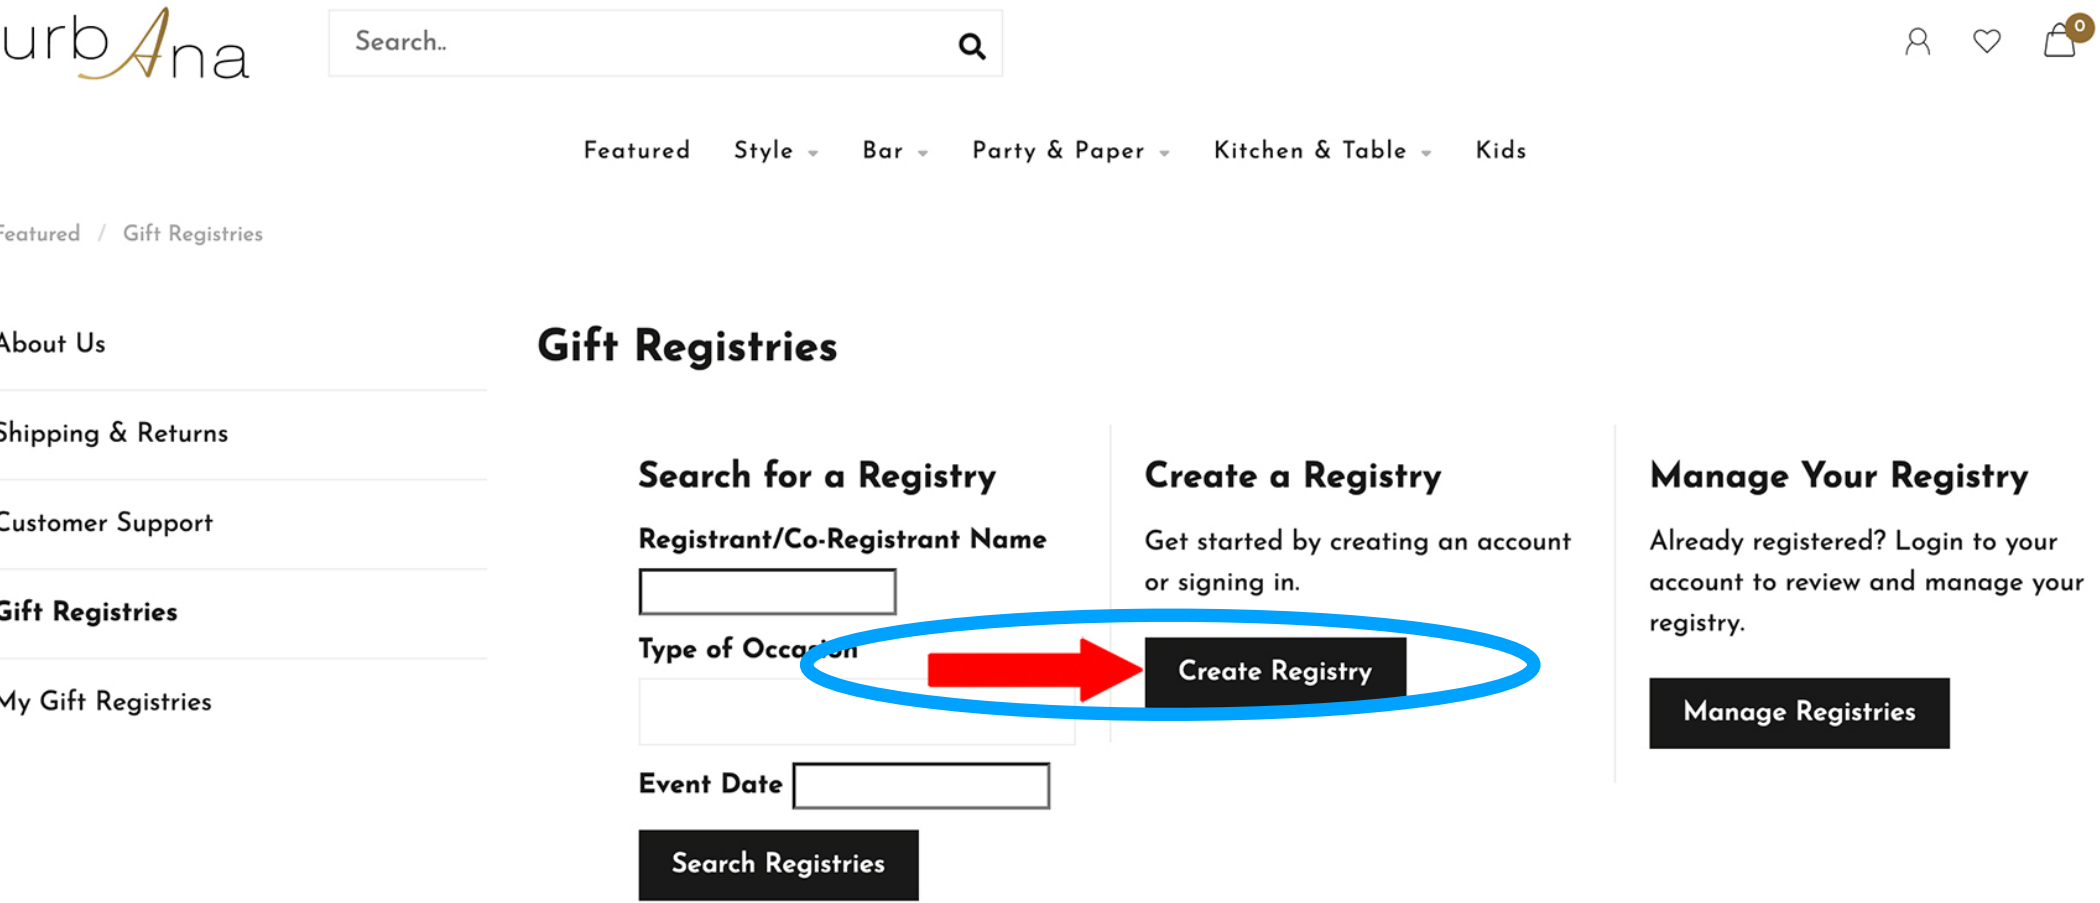 urbAna
Search..
0
Featured Style Bar Party & Paper Kitchen & Table Kids
Featured / Gift Registries
About Us
Shipping & Returns
Customer Support
Gift Registries
My Gift Registries
Gift Registries
Search for a Registry
Registrant/Co-Registrant Name
Type of Occasion
Event Date
Search Registries
Create a Registry
Get started by creating an account
or signing in.
Create Registry
Manage Your Registry
Already registered? Login to your
account to review and manage your
registry.
Manage Registries